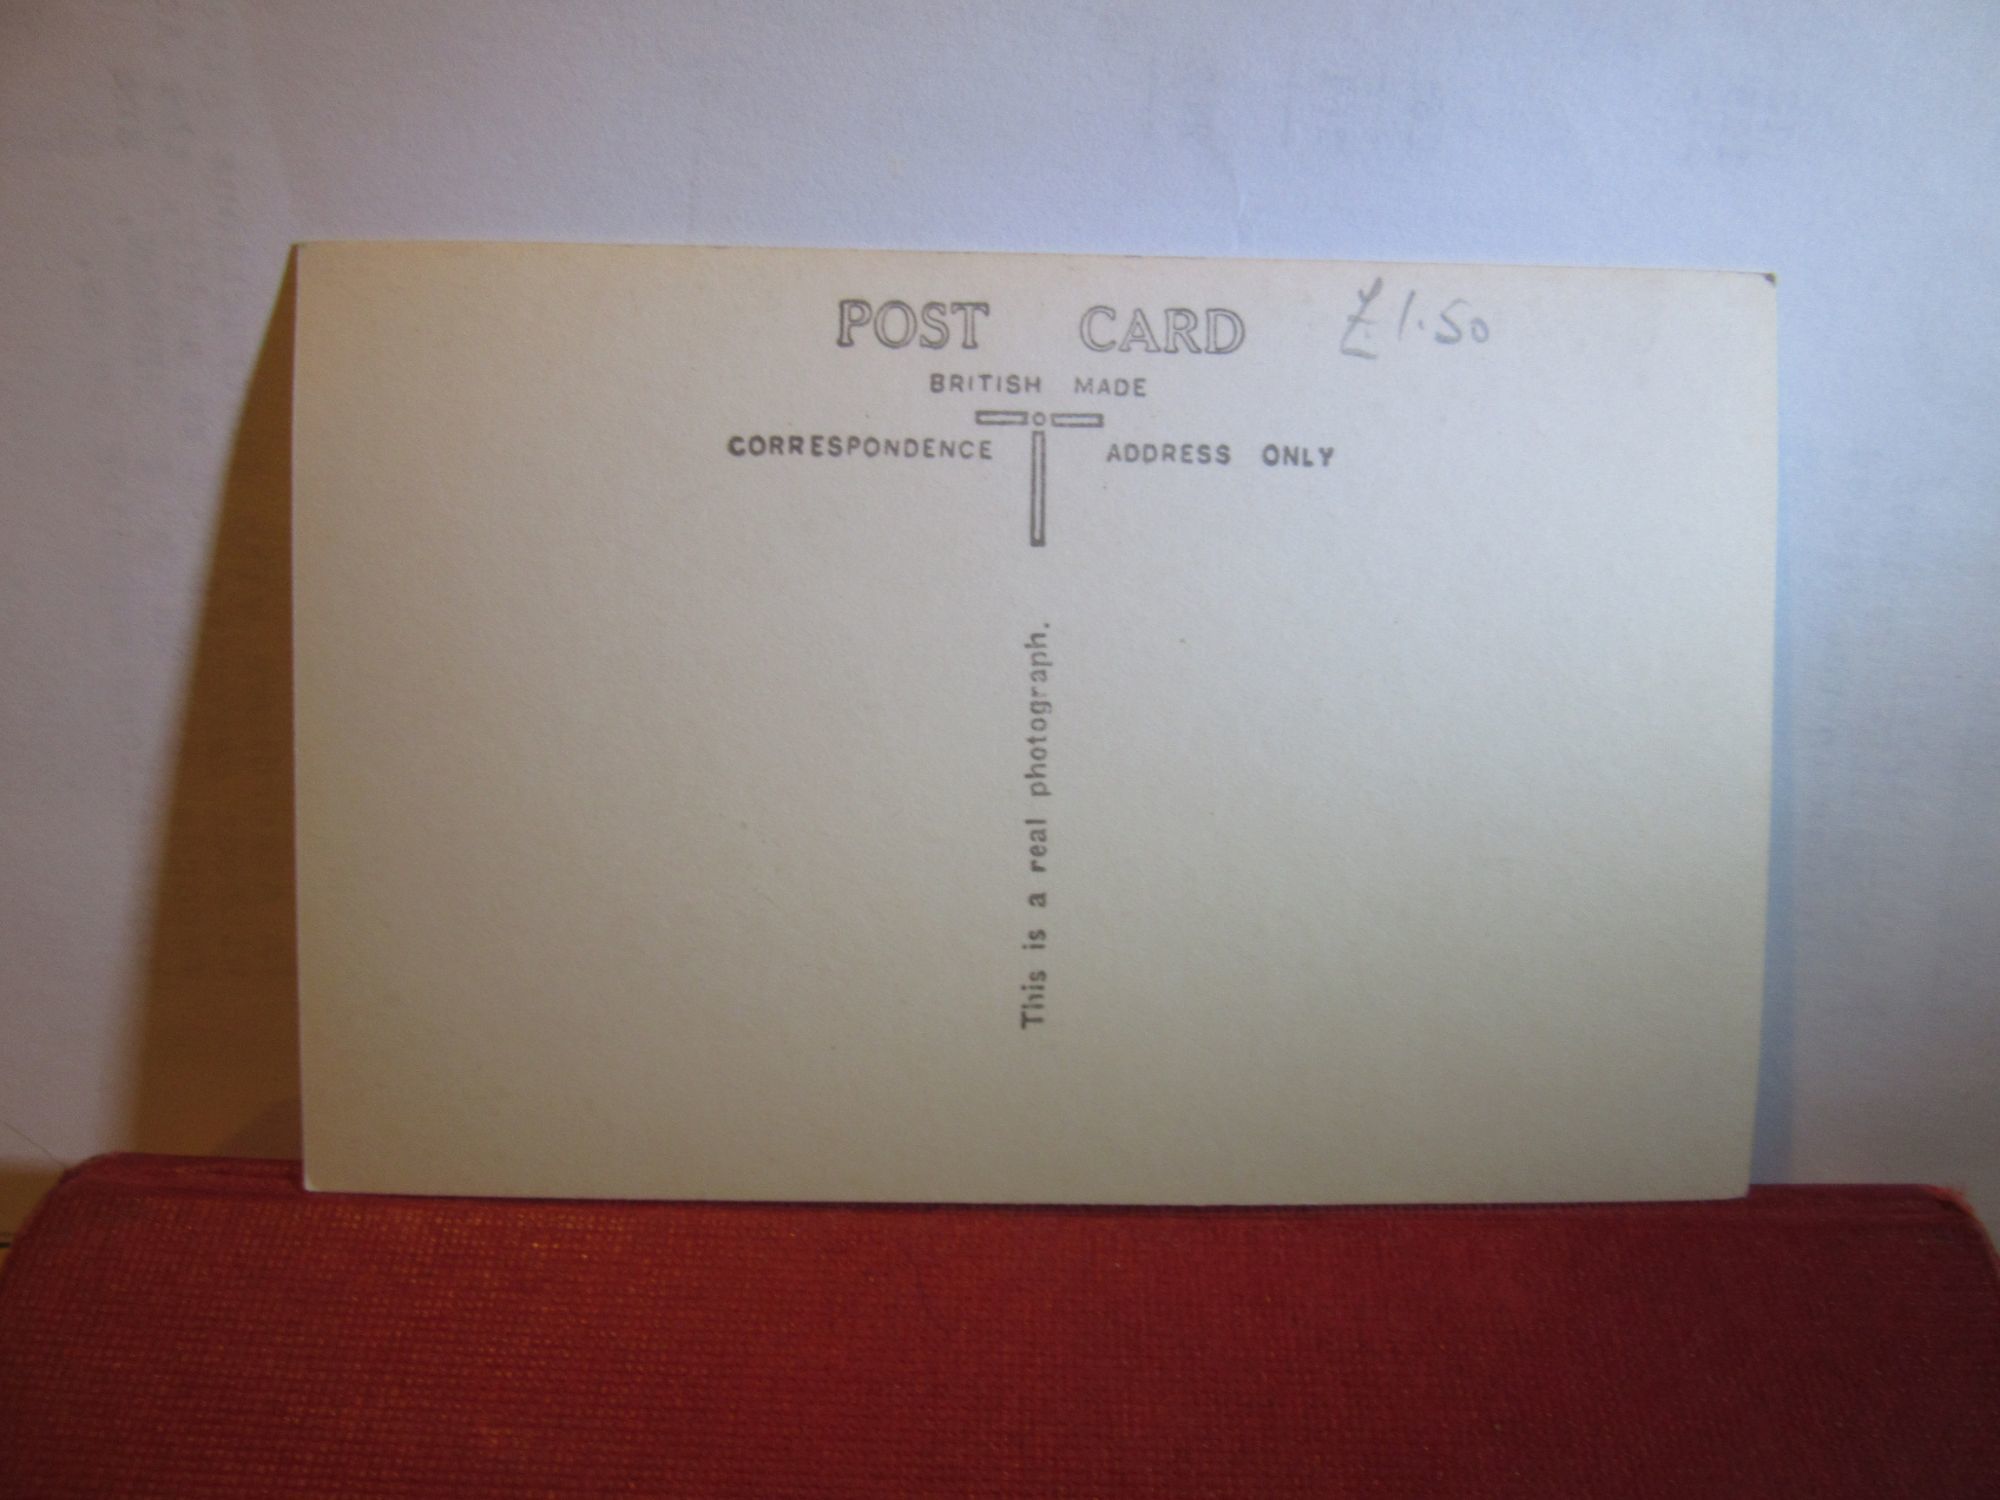 POST CARD
£1.50
BRITISH MADE
CORRESPONDENCE ADDRESS ONLY
This is a real photograph.